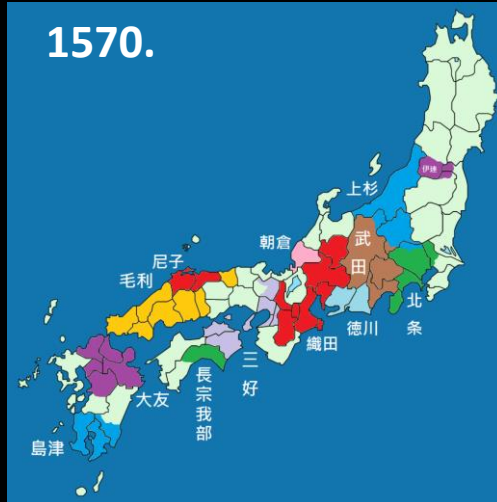 1570.
伊達
上杉
武田
朝倉
尼子
毛利
北条
徳川
織田
三好
長宗我部
大友
島津